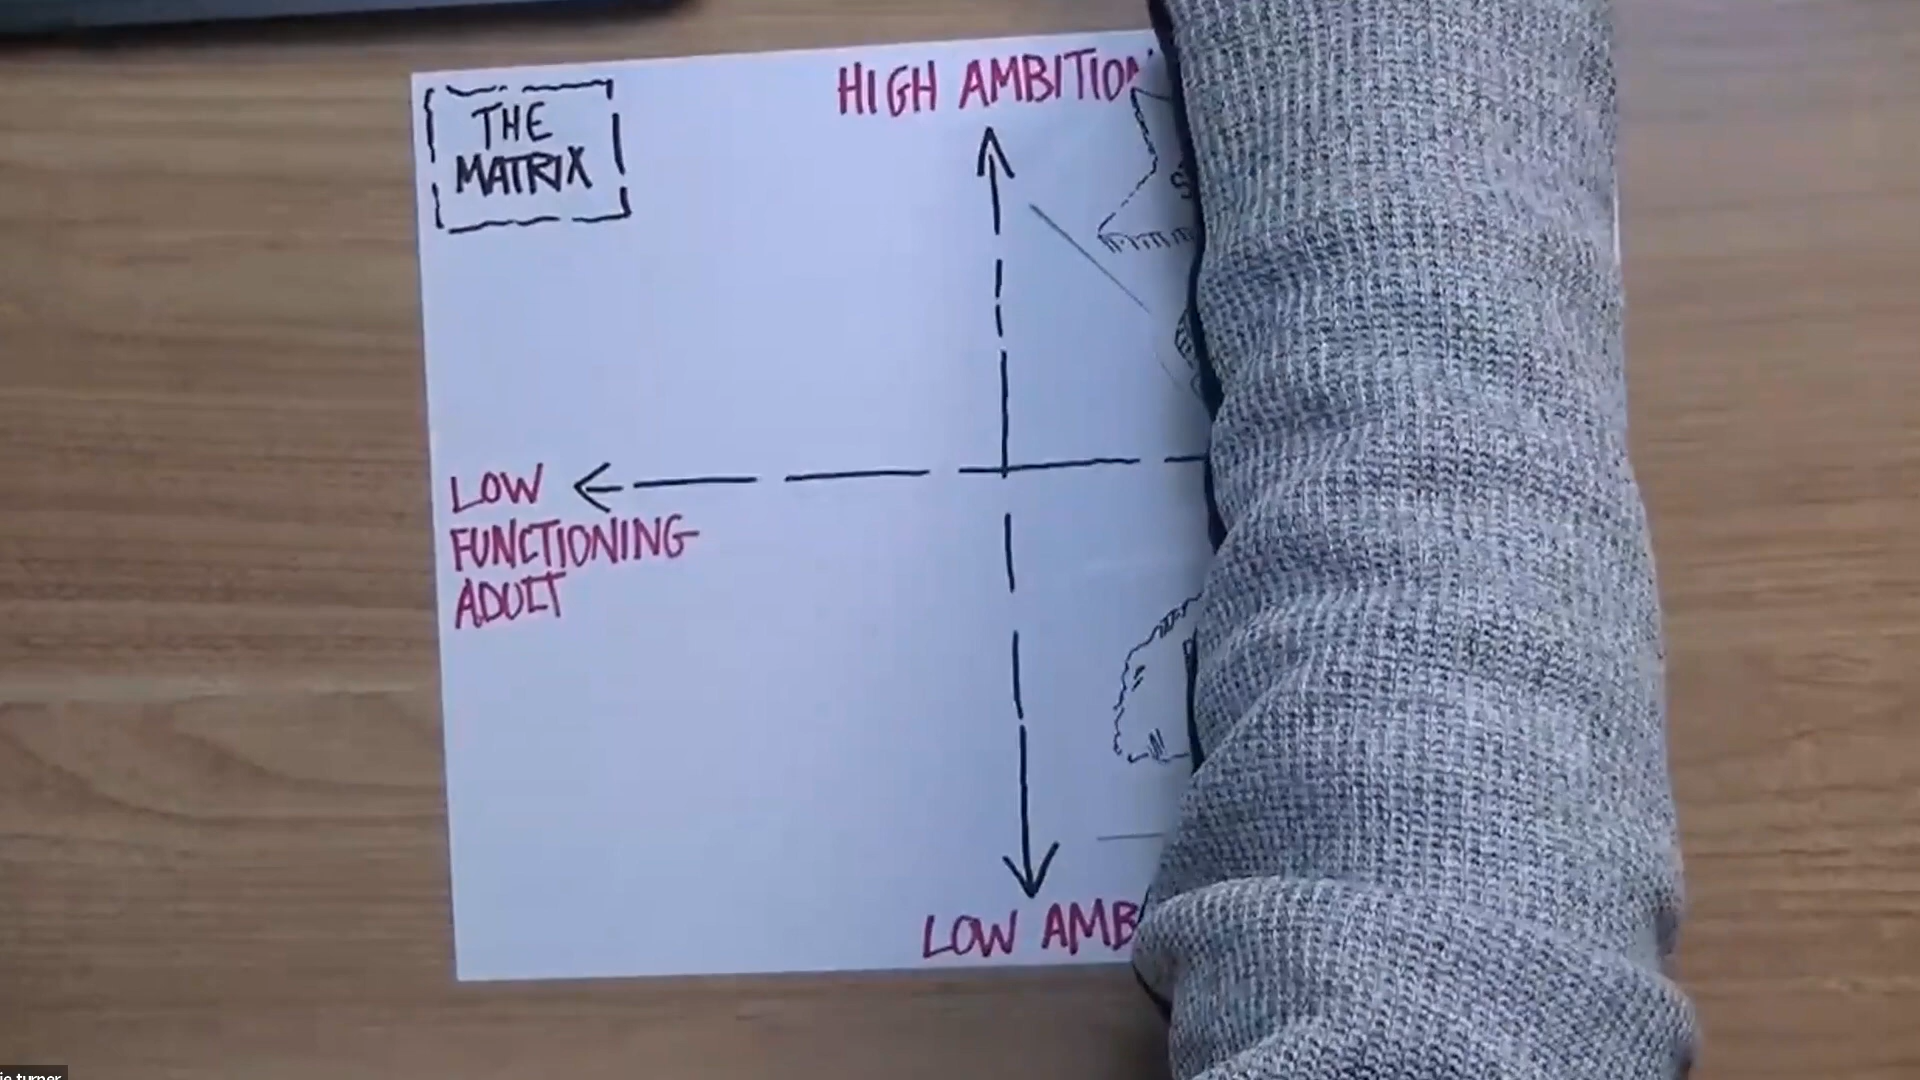 THE
MATRIX
HIGH AMBITION
LOW
FUNCTIONING
ADULT
LOW AMB